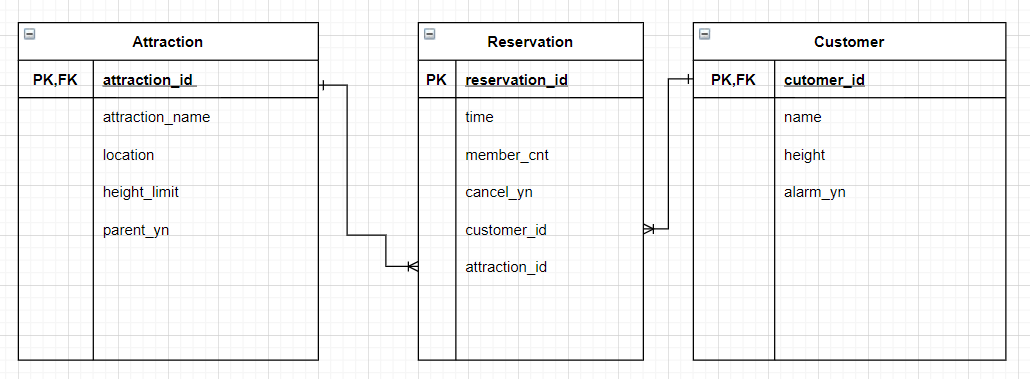 Attraction
PK,FK attraction_id
attraction_name
location
height_limit
parent_yn
Reservation
PK reservation_id
time
member_cnt
cancel_yn
customer_id
attraction_id
Customer
PK,FK cutomer_id
name
height
alarm_yn